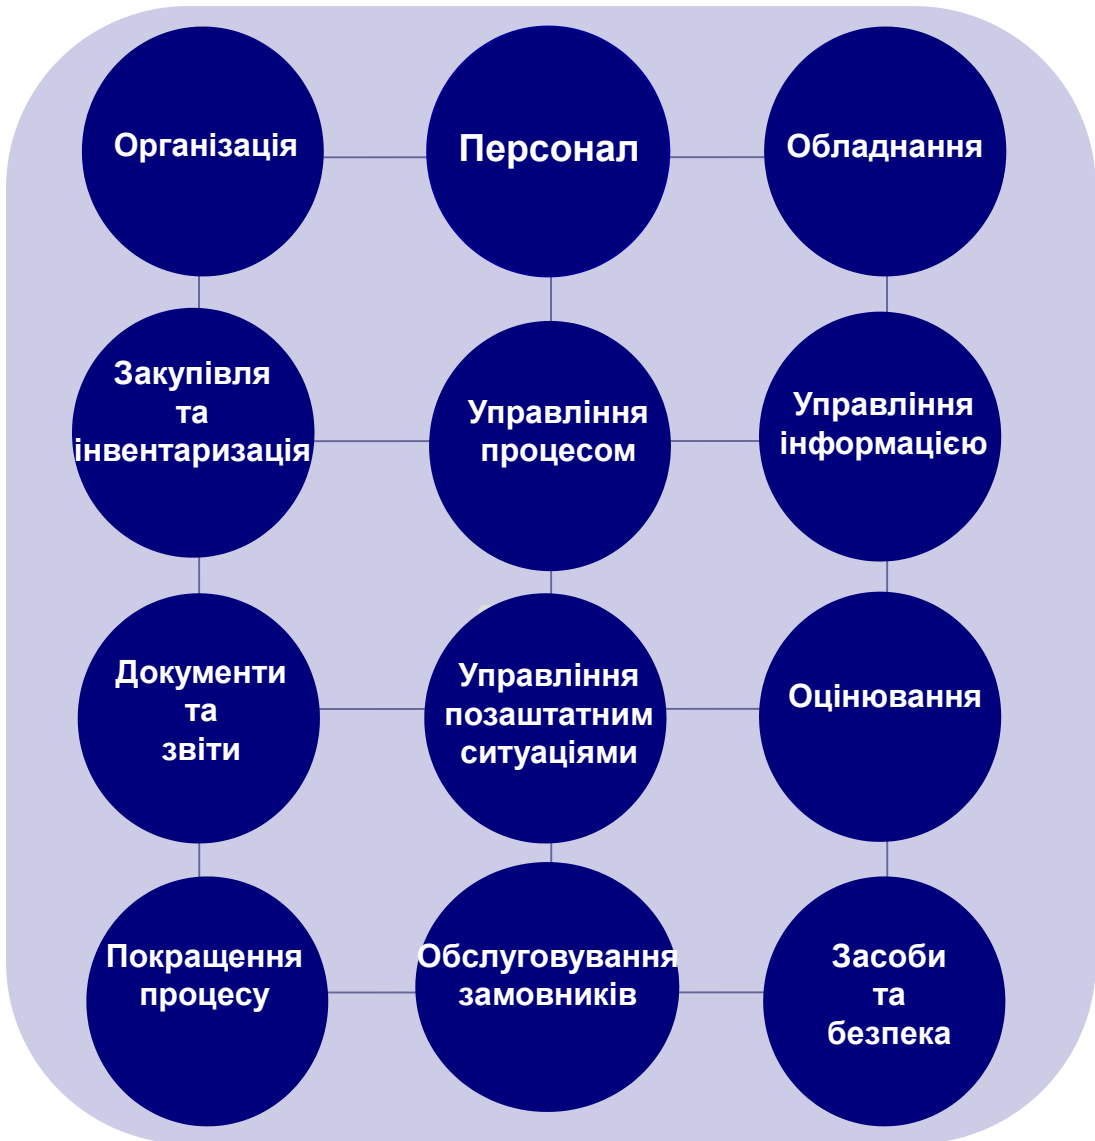 Організація
Персонал
Обладнання
Закупівля
та
інвентаризація
Управління
процесом
Управління
інформацією
Документи
та
звіти
Управління
позаштатним
ситуаціями
Оцінювання
Покращення
процесу
Обслуговування
замовників
Засоби
та
безпека